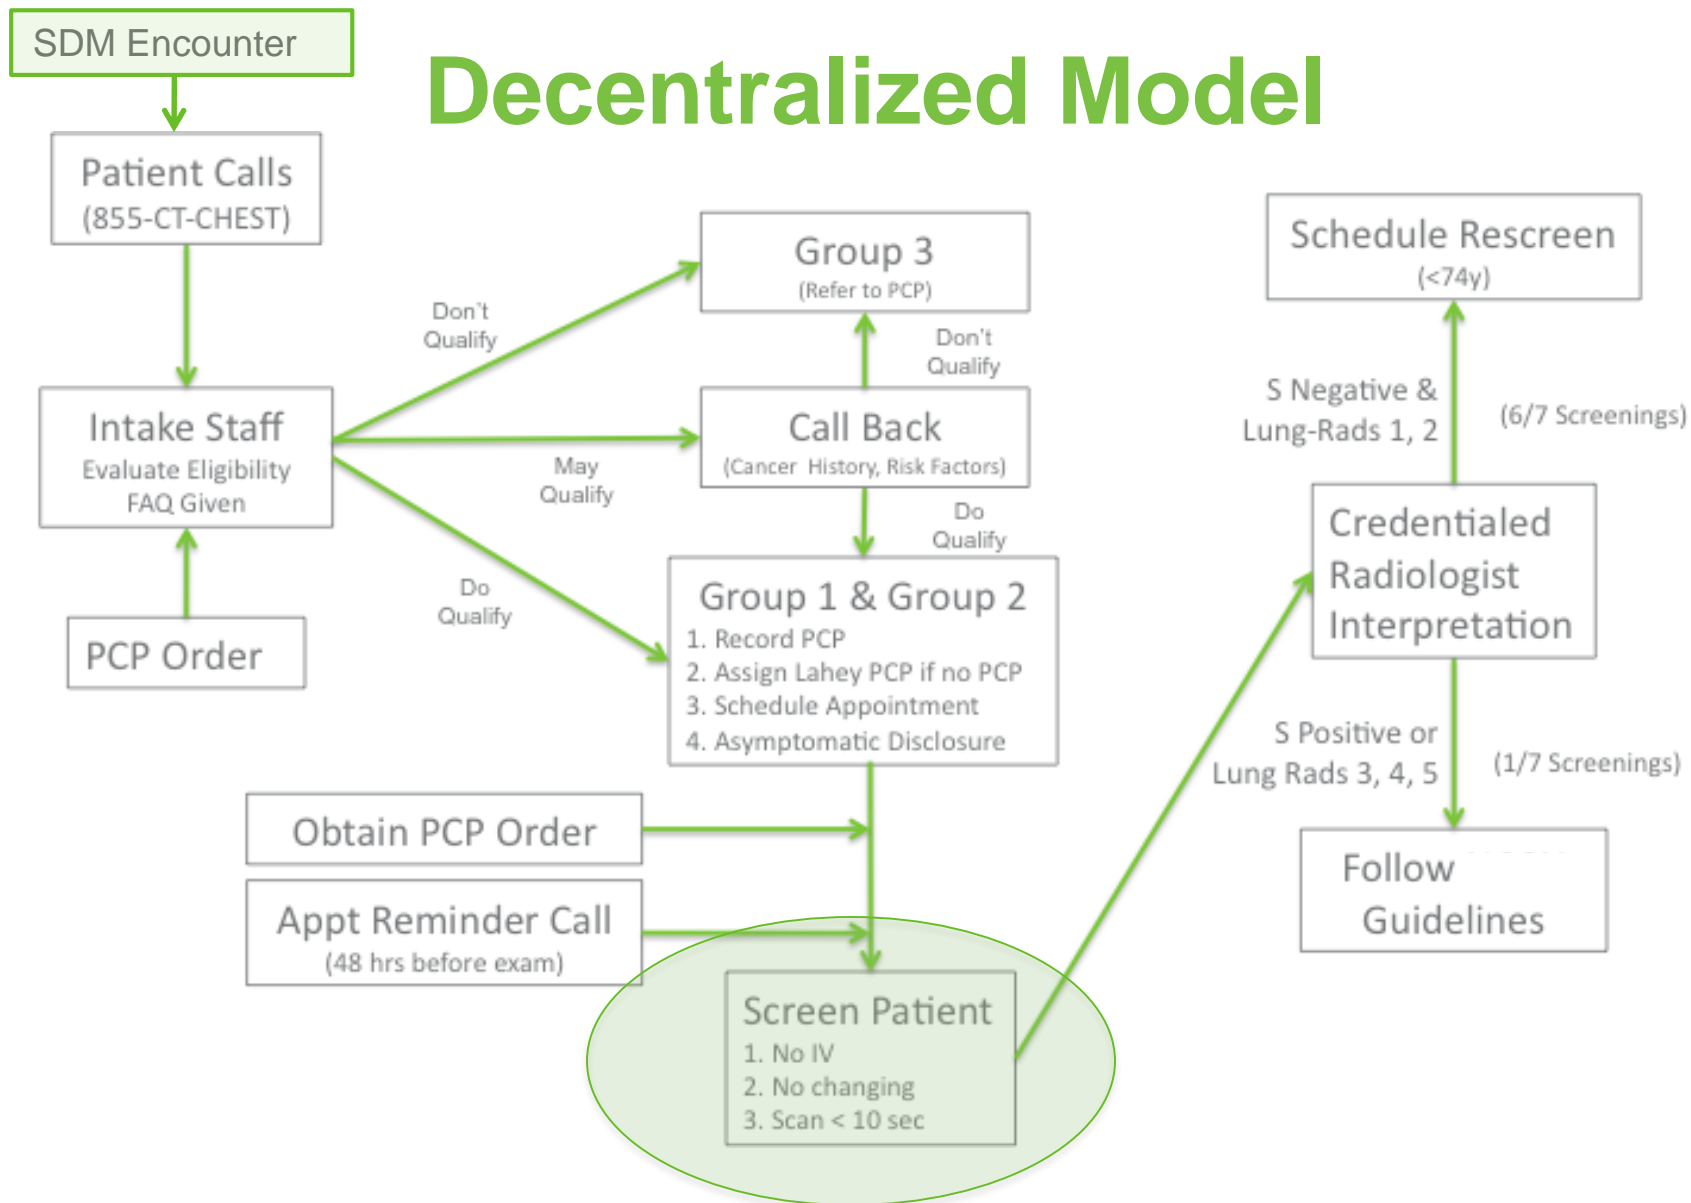 SDM Encounter
Decentralized Model
Patient Calls
(855-CT-CHEST)
Intake Staff
Evaluate Eligibility
FAQ Given
PCP Order
Don't
Qualify
May
Qualify
Do
Qualify
Group 3
(Refer to PCP)
Don't
Qualify
Call Back
(Cancer History, Risk Factors)
Do
Qualify
Group 1 & Group 2
1. Record PCP
2. Assign Lahey PCP if no PCP
3. Schedule Appointment
4. Asymptomatic Disclosure
Obtain PCP Order
Appt Reminder Call
(48 hrs before exam)
Screen Patient
1. No IV
2. No changing
3. Scan < 10 sec
Schedule Rescreen
(<74y)
S Negative &
Lung-Rads 1, 2
(6/7 Screenings)
Credentialed
Radiologist
Interpretation
S Positive or
Lung Rads 3, 4, 5
(1/7 Screenings)
Follow
Guidelines